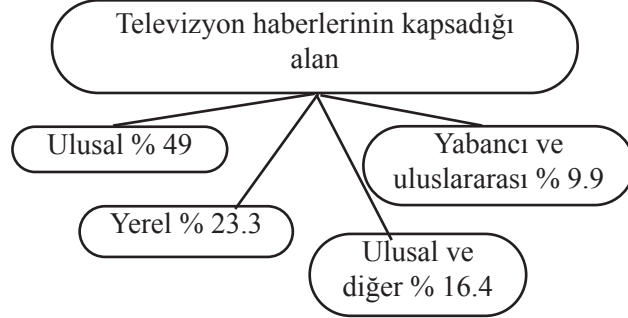 Televizyon haberlerinin kapsadığı
alan
Ulusal % 49
Yabancı ve
uluslararası % 9.9
Yerel % 23.3
Ulusal ve
diğer % 16.4